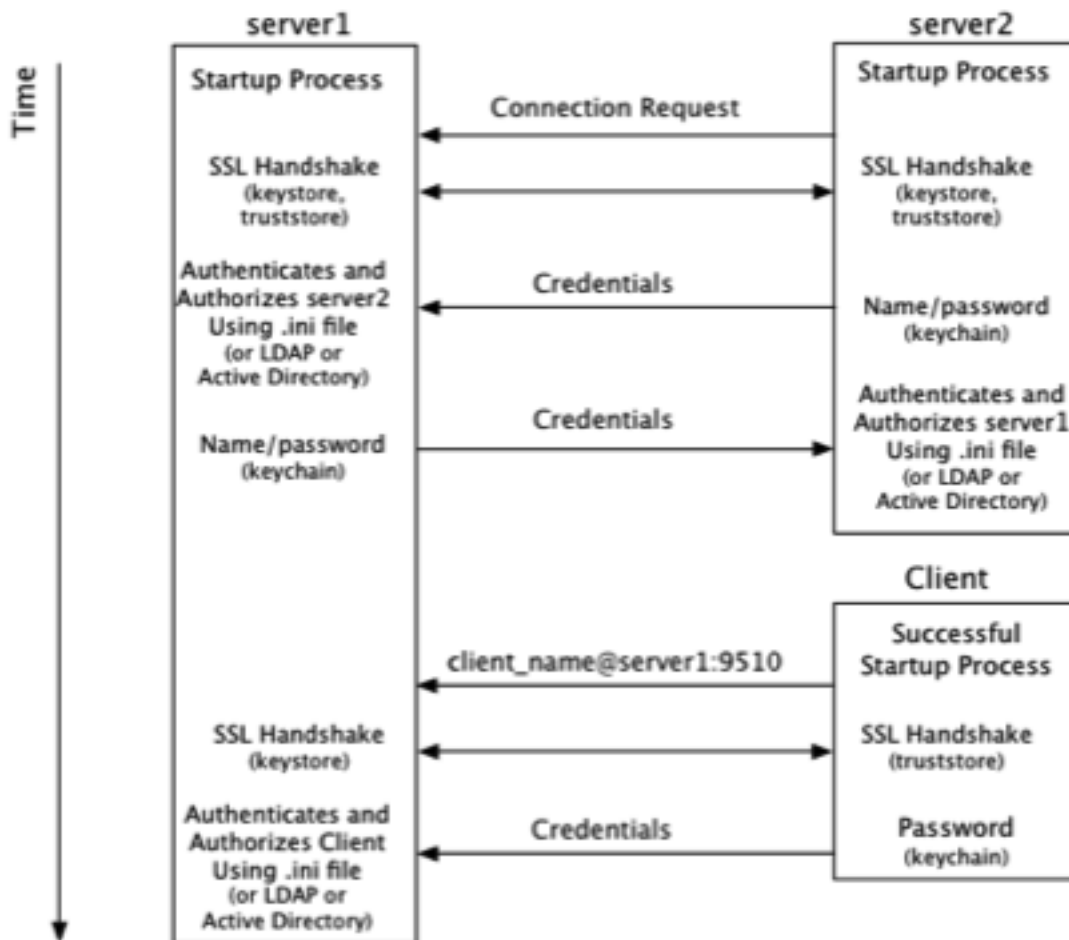 server1
server2
Time
Startup Process
Startup Process
Connection Request
SSL Handshake
(keystore,
truststore)
SSL Handshake
(keystore,
truststore)
Authenticates and
Authorizes server2
Using .ini file
(or LDAP or
Active Directory)
Credentials
Name/password
(keychain)
Name/password
(keychain)
Credentials
Authenticates and
Authorizes server1
Using .ini file
(or LDAP or
Active Directory)
Client
Successful
Startup Process
client_name@server1:9510
SSL Handshake
(keystore)
SSL Handshake
(truststore)
Authenticates and
Authorizes Client
Using .ini file
(or LDAP or
Active Directory)
Credentials
Password
(keychain)